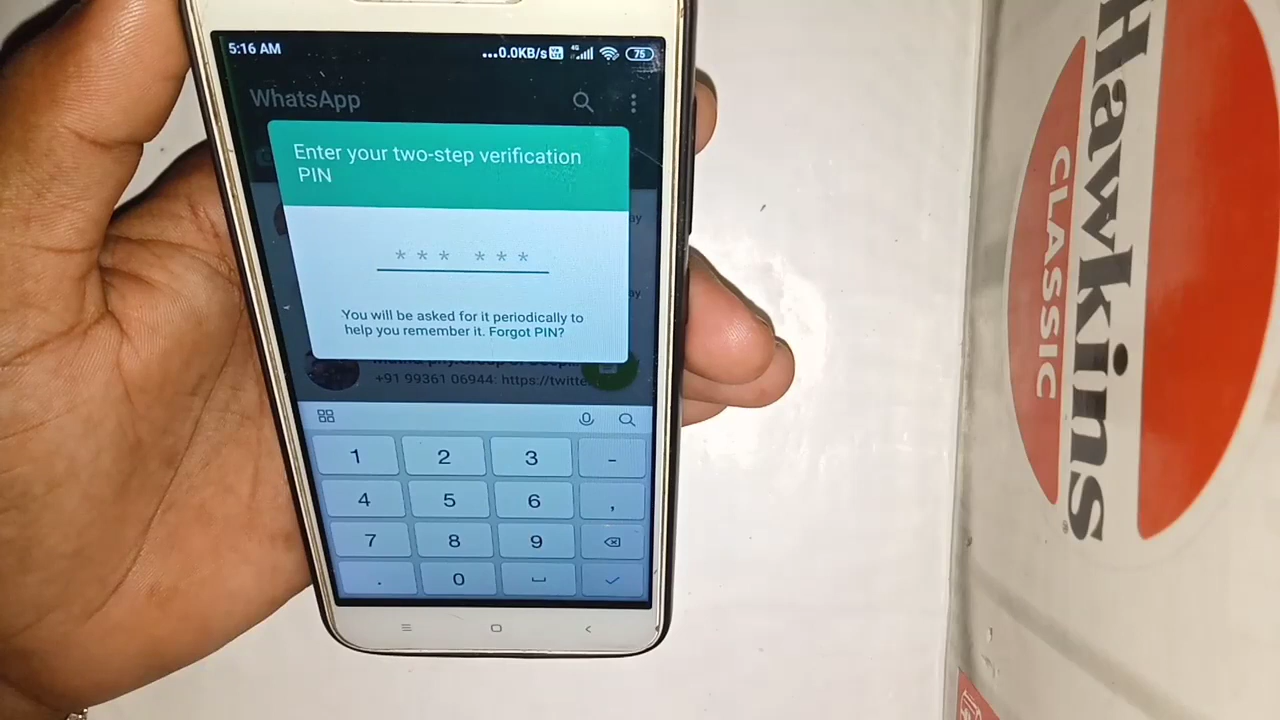 5:16 AM
...0.0KB/s
4G
75
WhatsApp
Enter your two-step verification
PIN
*** ***
You will be asked for it periodically to
help you remember it. Forgot PIN?
+91 99361 06944: https://twitte
1 2 3 -
4 5 6 ,
7 8 9
. 0
Hawkins
CLASSIC